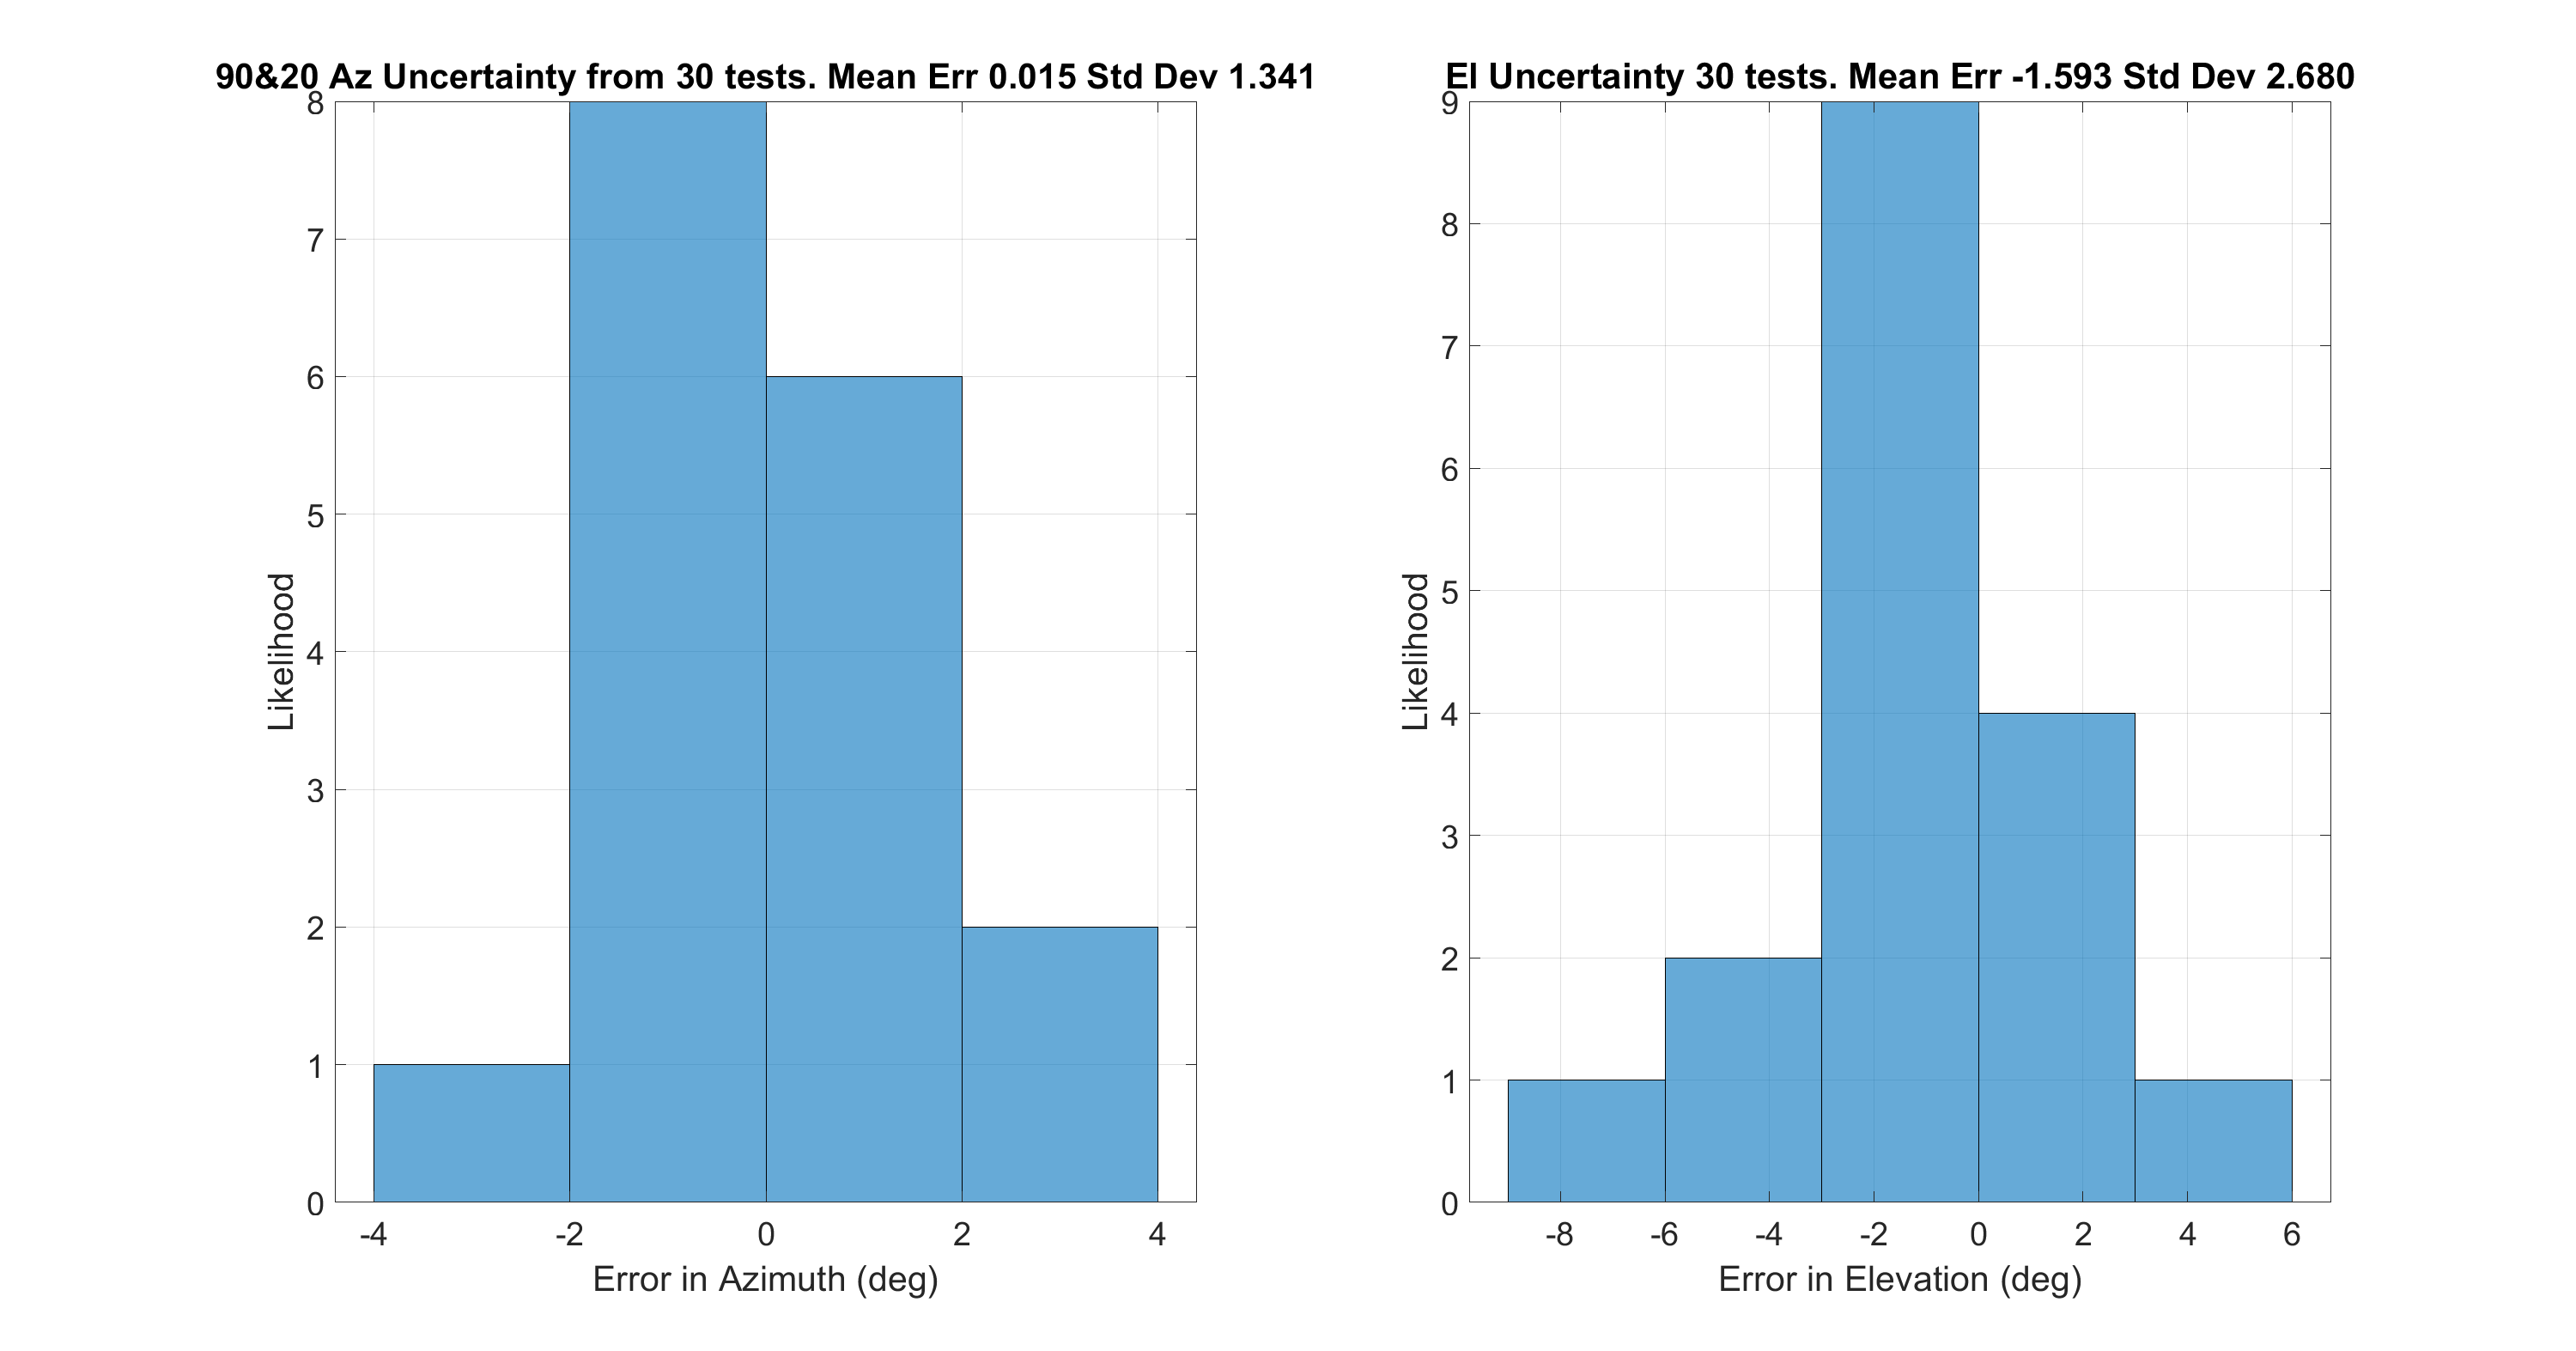 90&20 Az Uncertainty from 30 tests. Mean Err 0.015 Std Dev 1.341
8
7
6
5
4
3
2
1
0
Likelihood
-4 -2 0 2 4
Error in Azimuth (deg)
El Uncertainty 30 tests. Mean Err -1.593 Std Dev 2.680
9
8
7
6
5
4
3
2
1
0
Likelihood
-8 -6 -4 -2 0 2 4 6
Error in Elevation (deg)